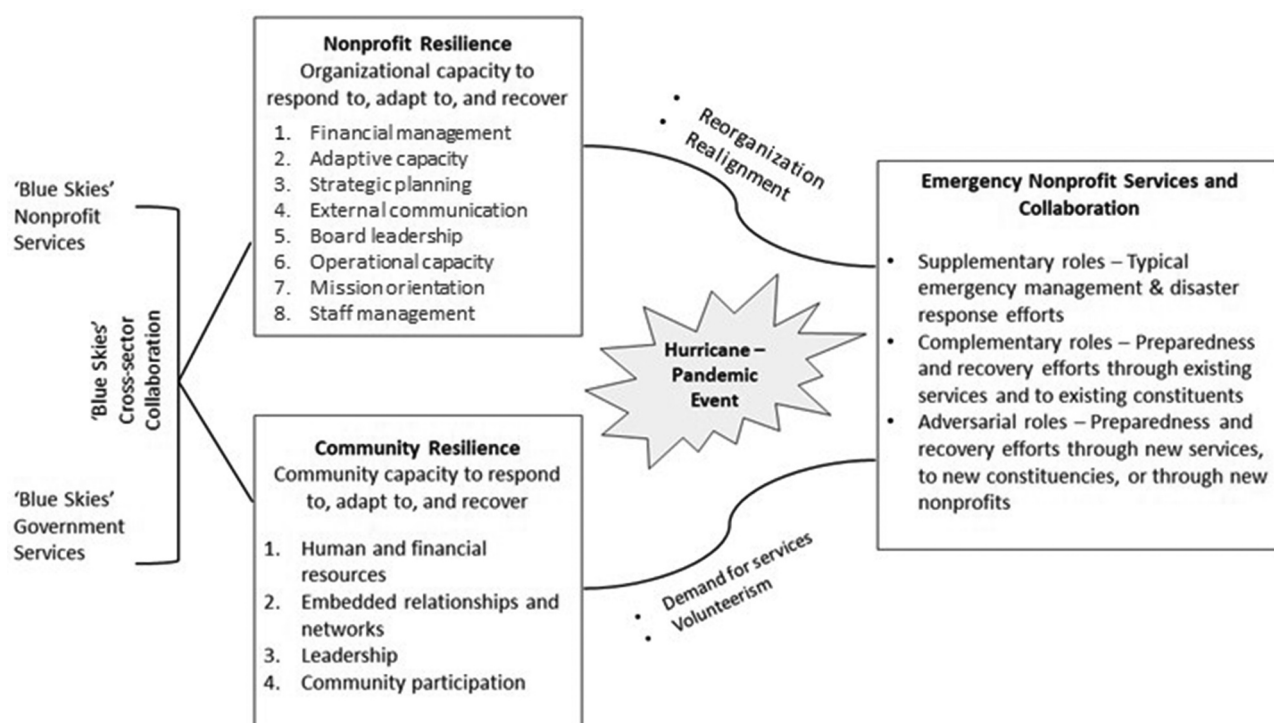 'Blue Skies'
Nonprofit
Services
'Blue Skies'
Cross-sector
Collaboration
'Blue Skies'
Government
Services
Nonprofit Resilience
Organizational capacity to
respond to, adapt to, and recover
1. Financial management
2. Adaptive capacity
3. Strategic planning
4. External communication
5. Board leadership
6. Operational capacity
7. Mission orientation
8. Staff management
Community Resilience
Community capacity to respond
to, adapt to, and recover
1. Human and financial
resources
2. Embedded relationships and
networks
3. Leadership
4. Community participation
• Reorganization
• Realignment
Hurricane –
Pandemic
Event
• Demand for services
• Volunteerism
Emergency Nonprofit Services and
Collaboration
• Supplementary roles – Typical
emergency management & disaster
response efforts
• Complementary roles – Preparedness
and recovery efforts through existing
services and to existing constituents
• Adversarial roles – Preparedness and
recovery efforts through new services,
to new constituencies, or through new
nonprofits